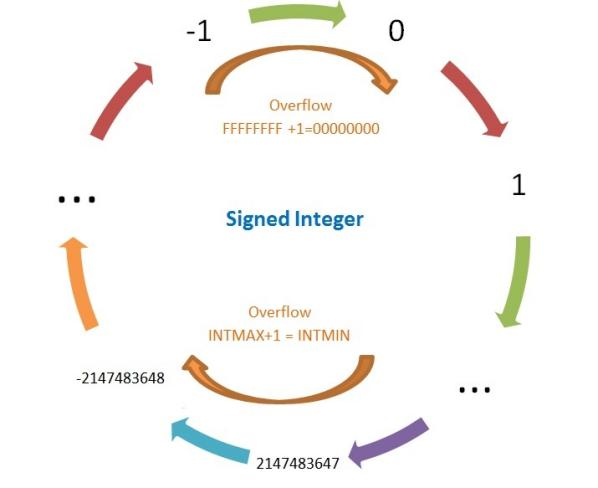 -1
0
Overflow
FFFFFFFF +1=00000000
...
1
Signed Integer
Overflow
INTMAX+1 = INTMIN
-2147483648
...
2147483647